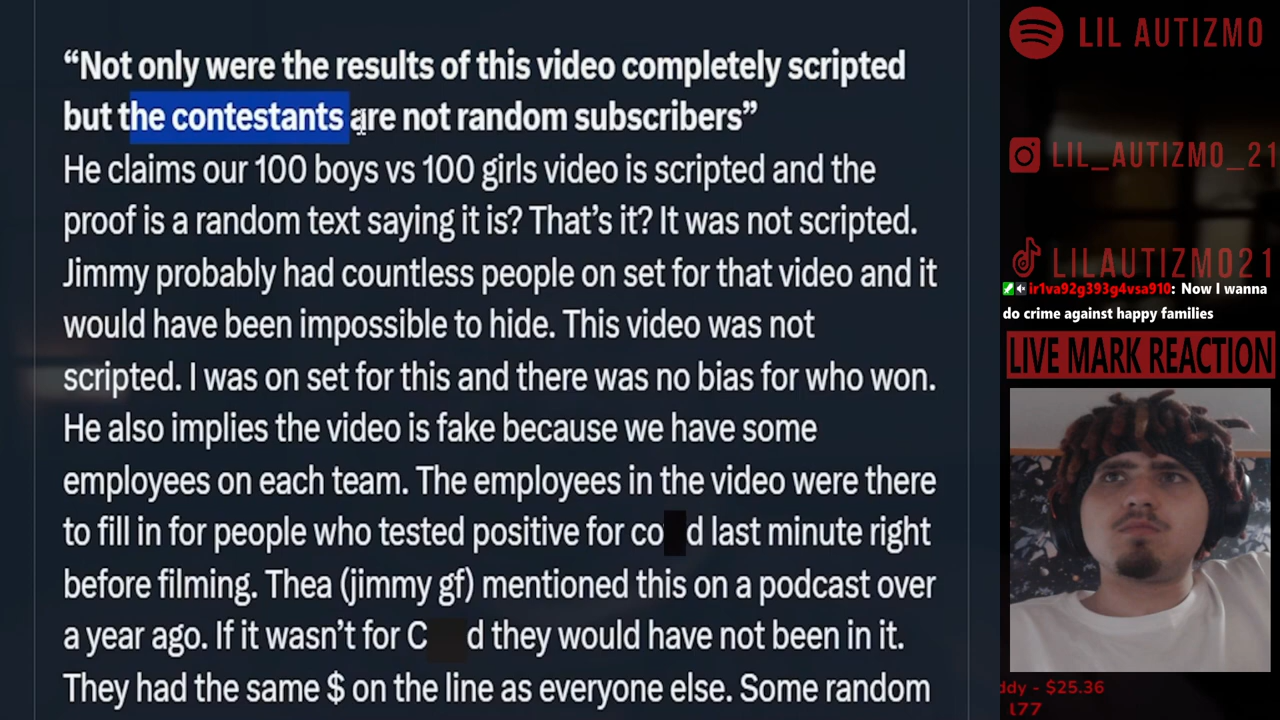 “Not only were the results of this video completely scripted
but the contestants are not random subscribers”
He claims our 100 boys vs 100 girls video is scripted and the
proof is a random text saying it is? That’s it? It was not scripted.
Jimmy probably had countless people on set for that video and it
would have been impossible to hide. This video was not
scripted. I was on set for this and there was no bias for who won.
He also implies the video is fake because we have some
employees on each team. The employees in the video were there
to fill in for people who tested positive for co d last minute right
before filming. Thea (jimmy gf) mentioned this on a podcast over
a year ago. If it wasn’t for C d they would have not been in it.
They had the same $ on the line as everyone else. Some random
LIL AUTIZMO
LIL_AUTIZMO_21
LILAUTIZMO21
ir1va92g393g4vsa910: Now I wanna
do crime against happy families
LIVE MARK REACTION
ddy - $25.36
l77